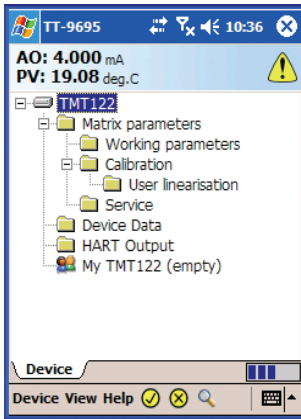 TT-9695 10:36
AO: 4.000 mA
PV: 19.08 deg.C
TMT122
Matrix parameters
Working parameters
Calibration
User linearisation
Service
Device Data
HART Output
My TMT122 (empty)
Device
Device View Help